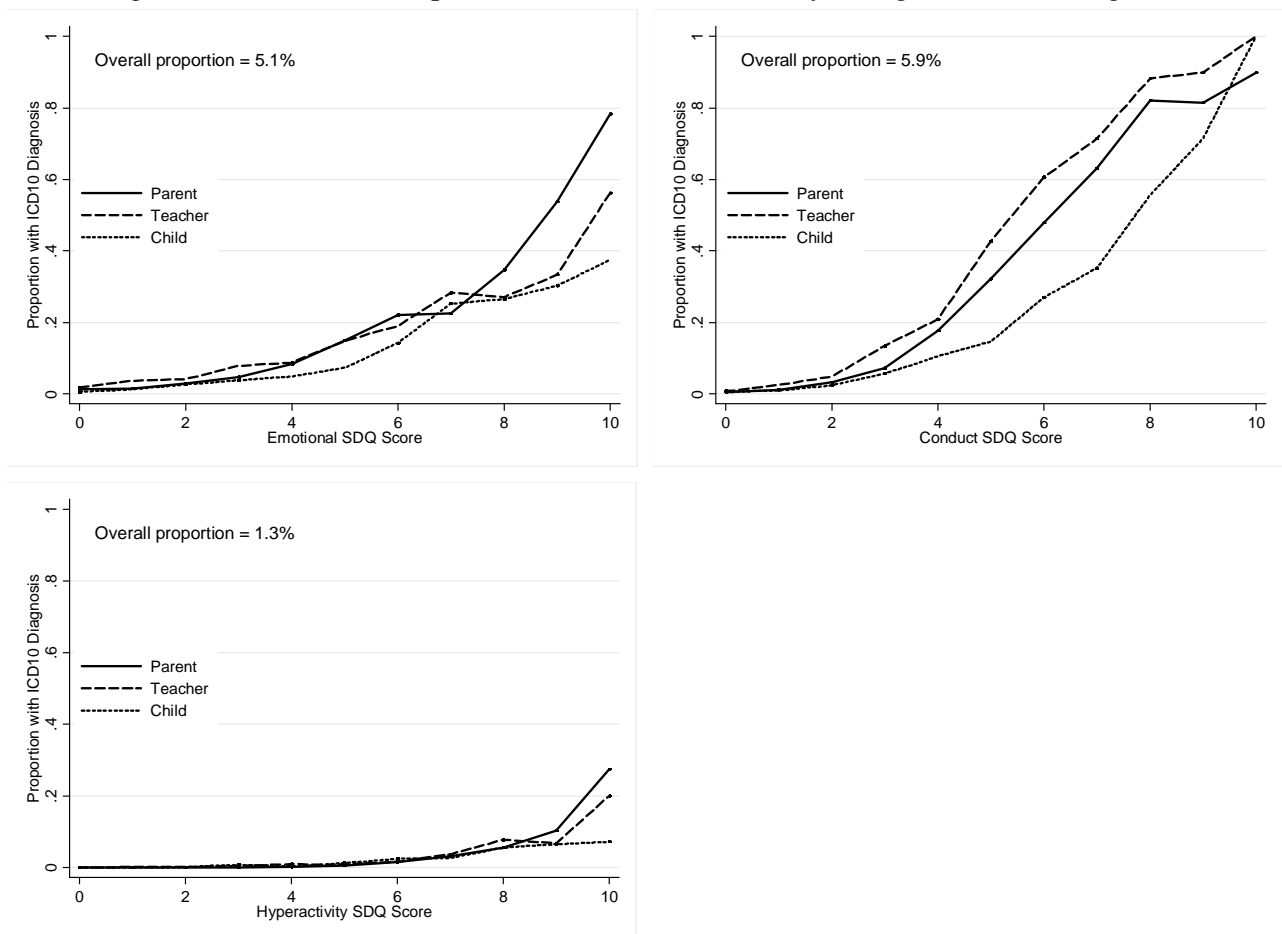 Overall proportion = 5.1%
Proportion with ICD10 Diagnosis
1
.8
.6
.4
.2
0
Parent
Teacher
Child
0 2 4 6 8 10
Emotional SDQ Score
Overall proportion = 5.9%
Proportion with ICD10 Diagnosis
1
.8
.6
.4
.2
0
Parent
Teacher
Child
0 2 4 6 8 10
Conduct SDQ Score
Overall proportion = 1.3%
Proportion with ICD10 Diagnosis
1
.8
.6
.4
.2
0
Parent
Teacher
Child
0 2 4 6 8 10
Hyperactivity SDQ Score